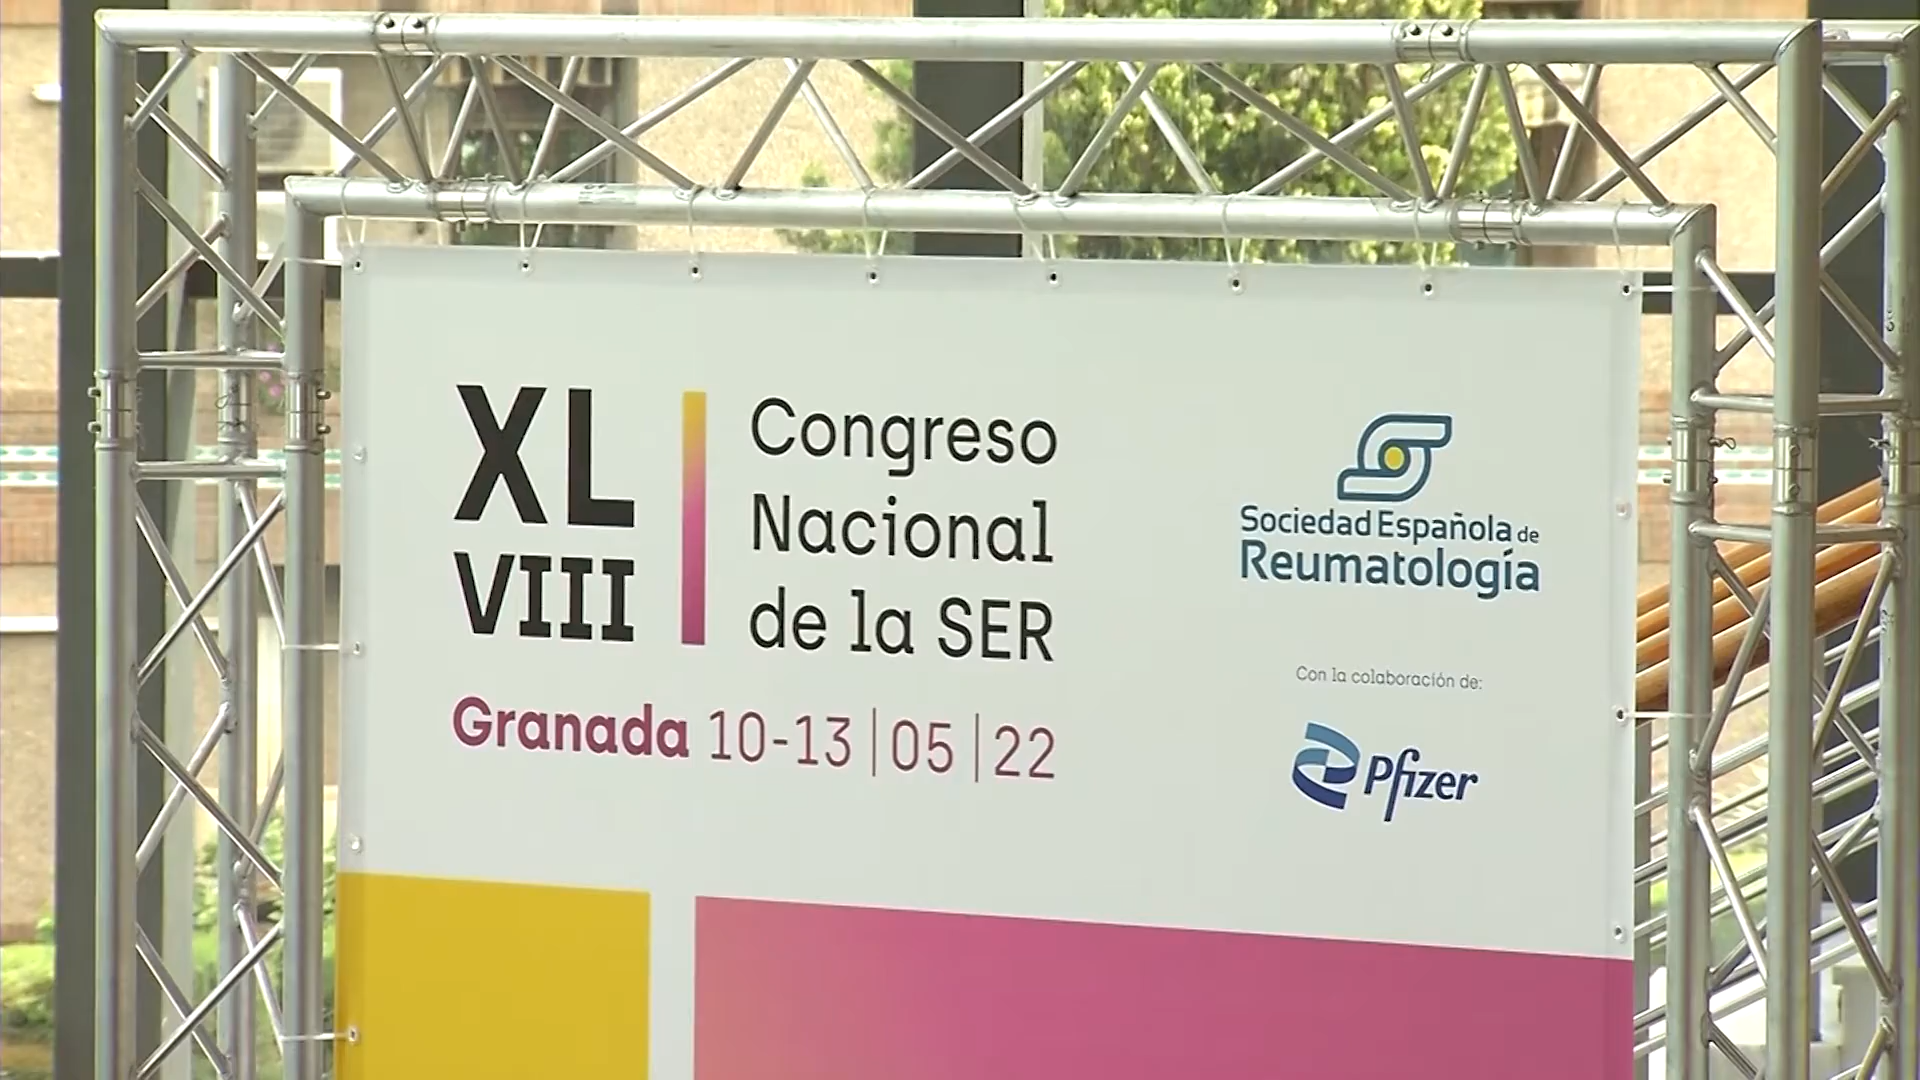 XL
VIII
Congreso
Nacional
de la SER
Granada 10-13|05|22
Sociedad Española de
Reumatología
Con la colaboración de:
Pfizer